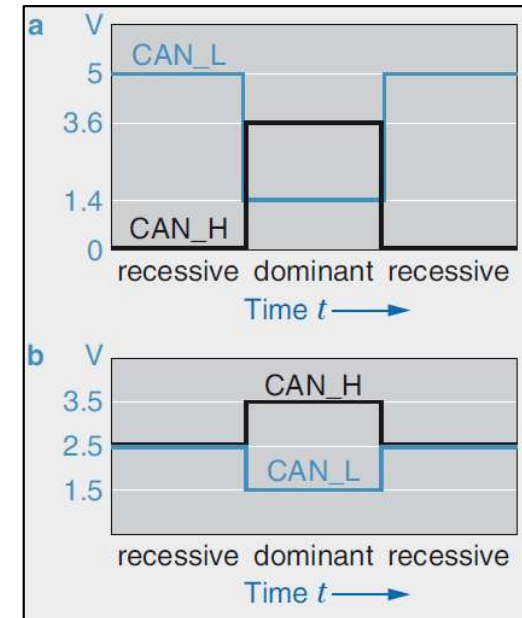 a V
CAN_L
5
3.6
1.4
CAN_H
0
recessive dominant recessive
Time t
b V
CAN_H
3.5
2.5
CAN_L
1.5
recessive dominant recessive
Time t